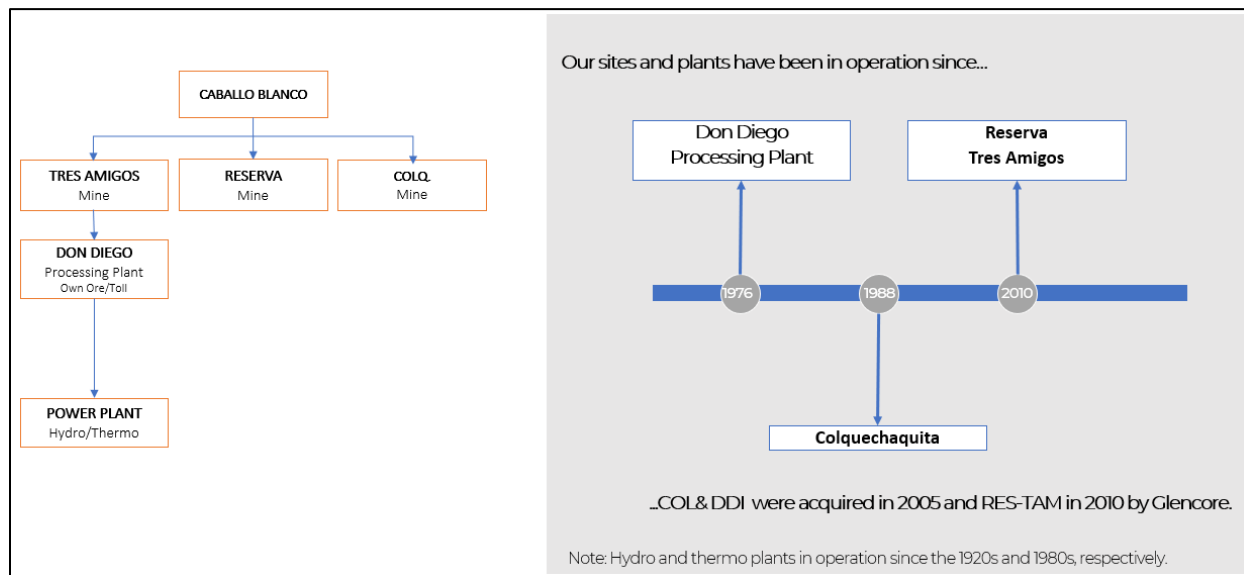 CABALLO BLANCO
TRES AMIGOS
Mine
RESERVA
Mine
COLQ.
Mine
DON DIEGO
Processing Plant
Own Ore/Toll
POWER PLANT
Hydro/Thermo
Our sites and plants have been in operation since...
Don Diego
Processing Plant
Reserva
Tres Amigos
1976
1988
2010
Colquechaquita
...COL& DDI were acquired in 2005 and RES-TAM in 2010 by Glencore.
Note: Hydro and thermo plants in operation since the 1920s and 1980s, respectively.